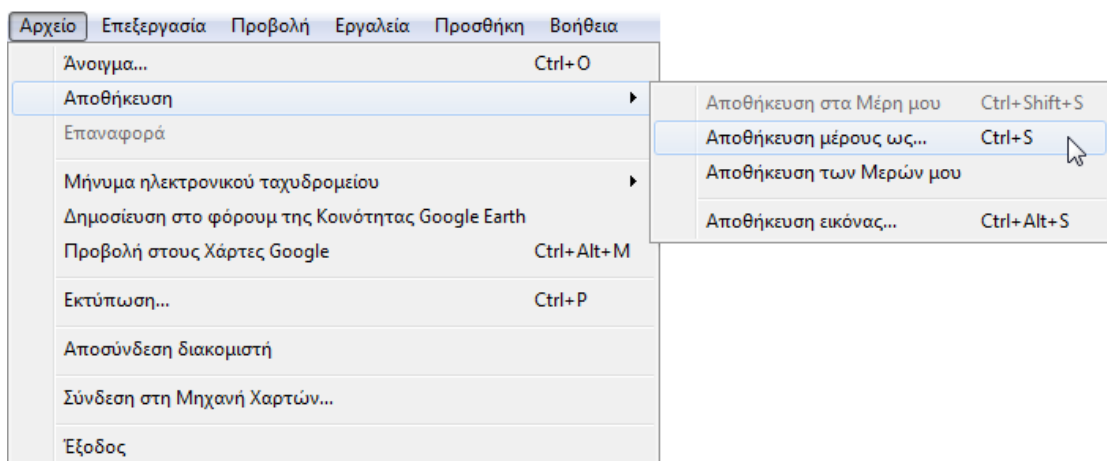 Αρχείο Επεξεργασία Προβολή Εργαλεία Προσθήκη Βοήθεια
Άνοιγμα... Ctrl+O
Αποθήκευση
Επαναφορά
Μήνυμα ηλεκτρονικού ταχυδρομείου
Δημοσίευση στο φόρουμ της Κοινότητας Google Earth
Προβολή στους Χάρτες Google Ctrl+Alt+M
Εκτύπωση... Ctrl+P
Αποσύνδεση διακομιστή
Σύνδεση στη Μηχανή Χαρτών...
Έξοδος
Αποθήκευση στα Μέρη μου Ctrl+Shift+S
Αποθήκευση μέρους ως... Ctrl+S
Αποθήκευση των Μερών μου
Αποθήκευση εικόνας... Ctrl+Alt+S